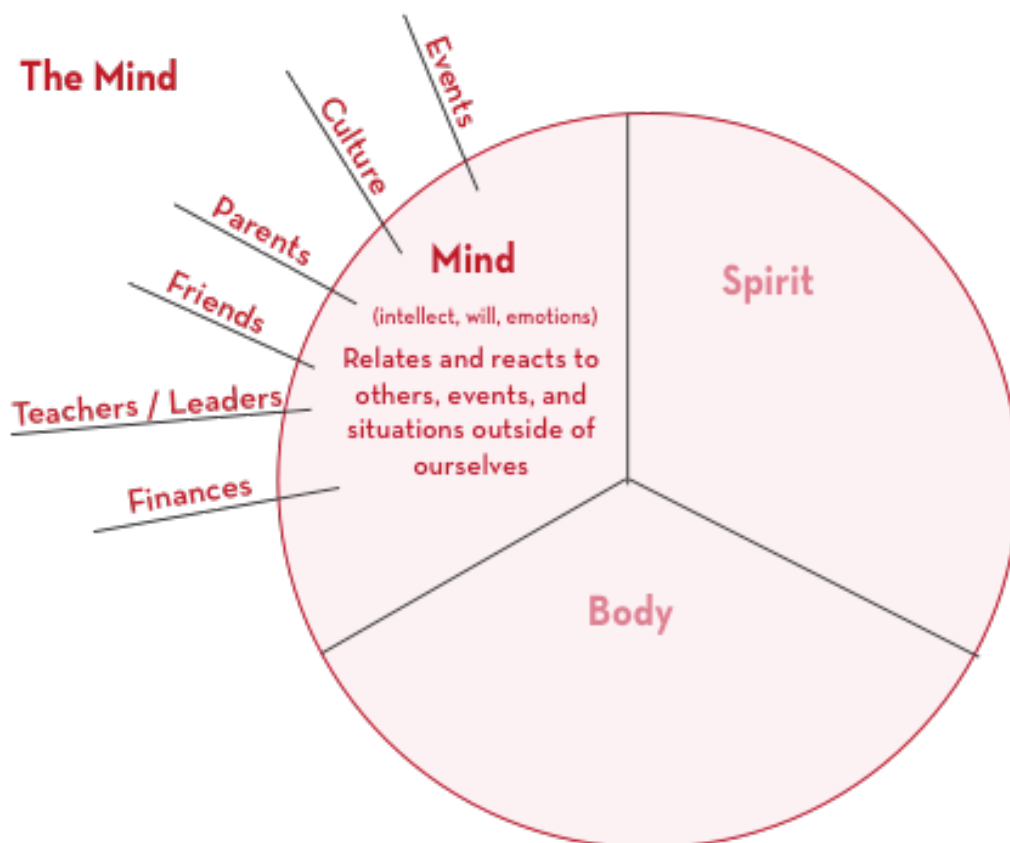 The Mind
Events
Culture
Parents
Friends
Teachers / Leaders
Finances
Mind
(intellect, will, emotions)
Relates and reacts to
others, events, and
situations outside of
ourselves
Spirit
Body